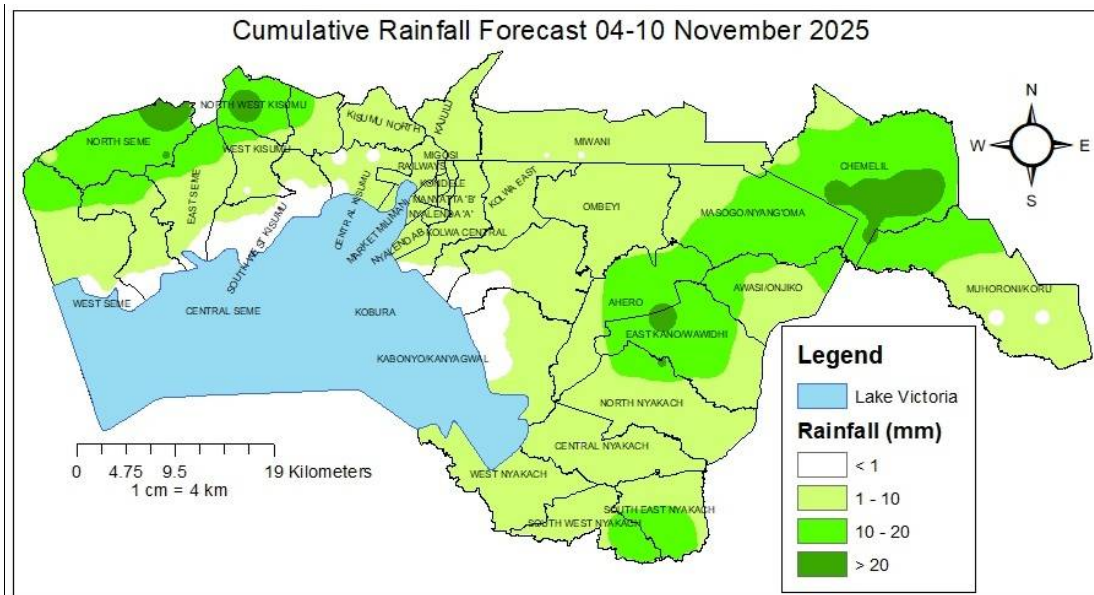 Cumulative Rainfall Forecast 04-10 November 2025
NORTH WEST KISUMU
NORTH SEME
WEST KISUMU
KISUMU NORTH
KAJULU
MIGOSI
RAILWAYS
KONDELE
MANYATTA 'B'
NYALENDA 'A'
NYALENDA B
KOLWA CENTRAL
KOLWA EAST
MIWANI
OMBEYI
CHEMELIL
MASOGO/NYANG'OMA
EAST SEME
SOUTH WEST KISUMU
CENTRAL KISUMU
MARKET MILIMANI
WEST SEME
CENTRAL SEME
KOBURA
KABONYO/KANYAGWAL
AHERO
AWASI/ONJIKO
EAST KANO/WAWIDHI
MUHORONI/KORU
NORTH NYAKACH
CENTRAL NYAKACH
WEST NYAKACH
SOUTH EAST NYAKACH
SOUTH WEST NYAKACH
N
W
E
S
0 4.75 9.5 19 Kilometers
1 cm = 4 km
Legend
Lake Victoria
Rainfall (mm)
< 1
1 - 10
10 - 20
> 20